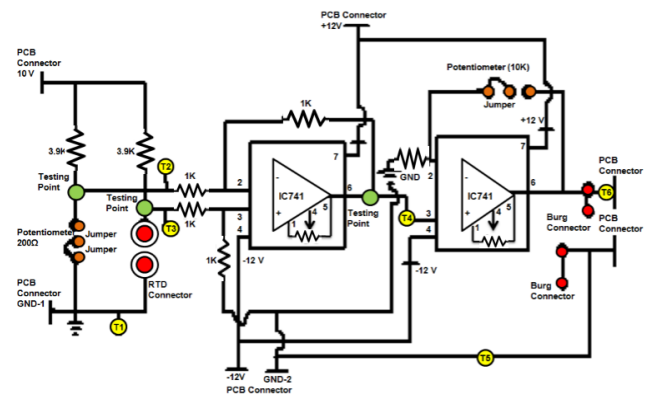 PCB Connector
+12V
PCB
Connector
10 V
Potentiometer (10K)
Jumper
1K
+12 V
3.9K
3.9K
T2
1K
7
7
Testing
Point
Testing
Point
2
-
IC741
6
GND
2
-
IC741
6
PCB
Connector
T6
T3
1K
3
+
1
4
5
Testing
Point
T4
3
+
1
4
5
Burg
Connector
PCB
Connector
Potentiometer
200Ω
Jumper
Jumper
4
-12 V
4
-12 V
1K
RTD
Connector
Burg
Connector
PCB
Connector
GND-1
T1
T5
-12V
GND-2
PCB Connector